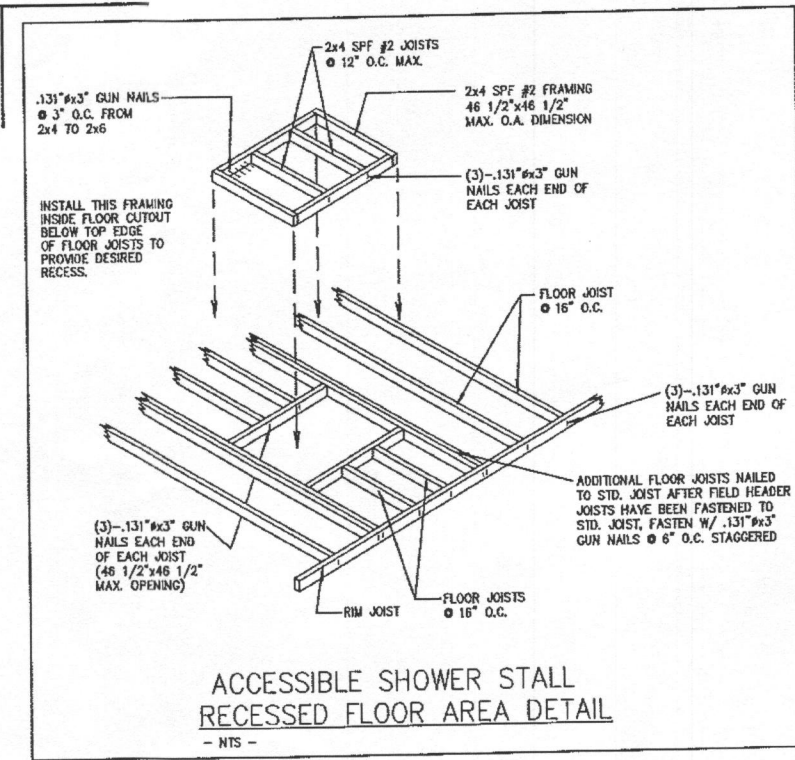 2x4 SPF #2 JOISTS
@ 12" O.C. MAX.
.131"øx3" GUN NAILS
@ 3" O.C. FROM
2x4 TO 2x6
2x4 SPF #2 FRAMING
46 1/2"x46 1/2"
MAX. O.A. DIMENSION
(3)-.131"øx3" GUN
NAILS EACH END OF
EACH JOIST
INSTALL THIS FRAMING
INSIDE FLOOR CUTOUT
BELOW TOP EDGE
OF FLOOR JOISTS TO
PROVIDE DESIRED
RECESS.
FLOOR JOIST
@ 16" O.C.
(3)-.131"øx3" GUN
NAILS EACH END OF
EACH JOIST
ADDITIONAL FLOOR JOISTS NAILED
TO STD. JOIST AFTER FIELD HEADER
JOISTS HAVE BEEN FASTENED TO
STD. JOIST, FASTEN W/ .131"øx3"
GUN NAILS @ 6" O.C. STAGGERED
(3)-.131"øx3" GUN
NAILS EACH END
OF EACH JOIST
(46 1/2"x46 1/2"
MAX. OPENING)
RIM JOIST
FLOOR JOISTS
@ 16" O.C.
ACCESSIBLE SHOWER STALL
RECESSED FLOOR AREA DETAIL
- NTS -